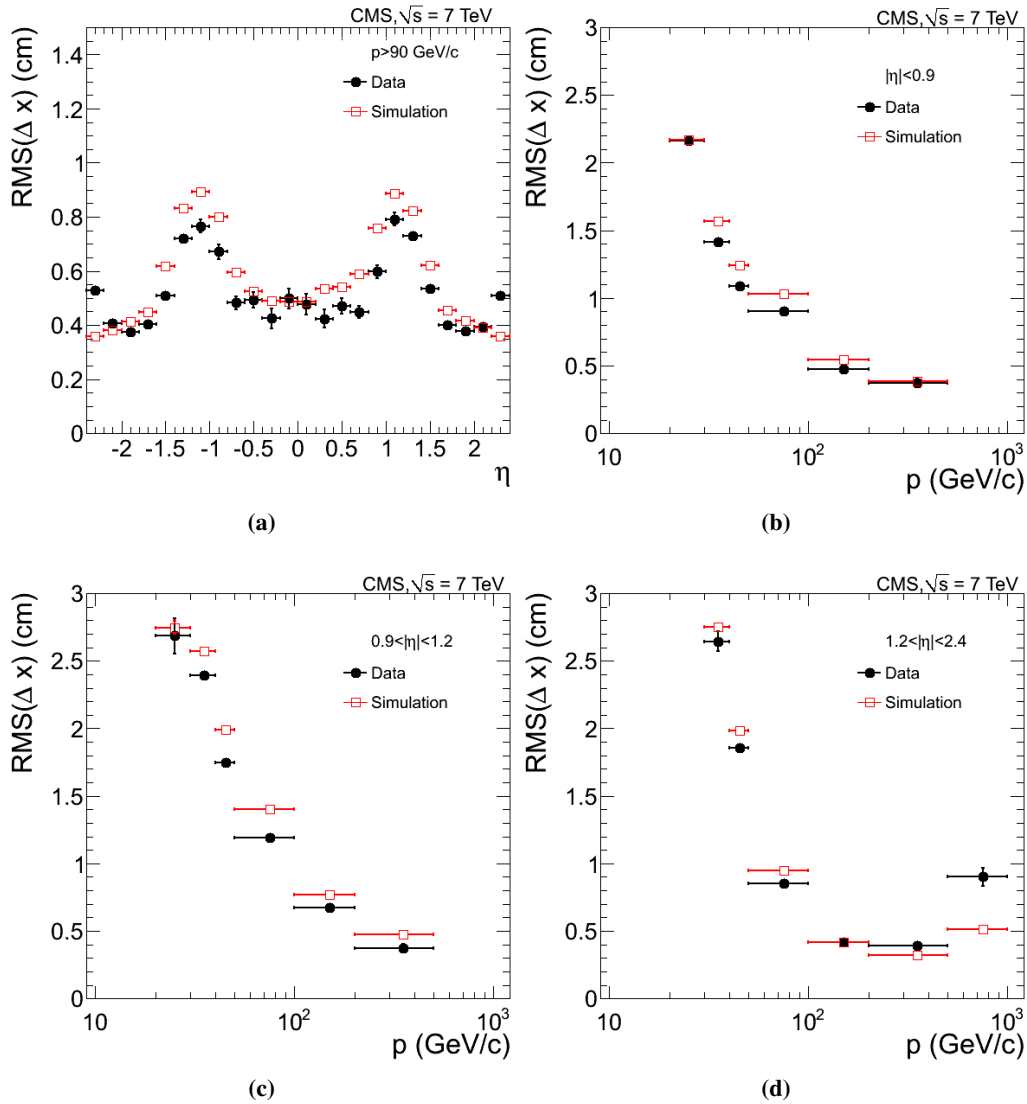 CMS, √s = 7 TeV
RMS(Δ x) (cm)
p>90 GeV/c
Data
Simulation
1.4
1.2
1
0.8
0.6
0.4
0.2
0
-2 -1.5 -1 -0.5 0 0.5 1 1.5 2
η
(a)
CMS, √s = 7 TeV
RMS(Δ x) (cm)
|η|<0.9
Data
Simulation
3
2.5
2
1.5
1
0.5
0
10 10² 10³
p (GeV/c)
(b)
CMS, √s = 7 TeV
RMS(Δ x) (cm)
0.9<|η|<1.2
Data
Simulation
3
2.5
2
1.5
1
0.5
0
10 10² 10³
p (GeV/c)
(c)
CMS, √s = 7 TeV
RMS(Δ x) (cm)
1.2<|η|<2.4
Data
Simulation
3
2.5
2
1.5
1
0.5
0
10 10² 10³
p (GeV/c)
(d)